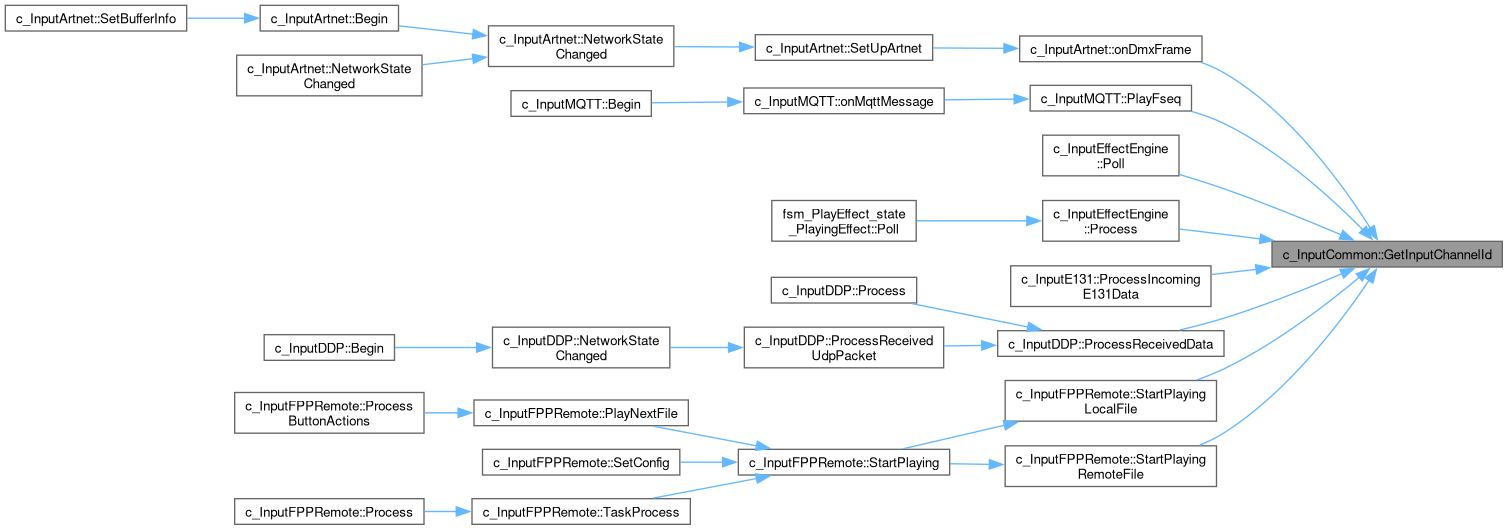 c_InputArtnet::SetBufferInfo
c_InputArtnet::Begin
c_InputArtnet::NetworkState
Changed
c_InputArtnet::NetworkState
Changed
c_InputArtnet::SetUpArtnet
c_InputArtnet::onDmxFrame
c_InputMQTT::Begin
c_InputMQTT::onMqttMessage
c_InputMQTT::PlayFseq
c_InputEffectEngine
::Poll
fsm_PlayEffect_state
_PlayingEffect::Poll
c_InputEffectEngine
::Process
c_InputCommon::GetInputChannelId
c_InputE131::ProcessIncoming
E131Data
c_InputDDP::Process
c_InputDDP::Begin
c_InputDDP::NetworkState
Changed
c_InputDDP::ProcessReceived
UdpPacket
c_InputDDP::ProcessReceivedData
c_InputFPPRemote::StartPlaying
LocalFile
c_InputFPPRemote::Process
ButtonActions
c_InputFPPRemote::PlayNextFile
c_InputFPPRemote::SetConfig
c_InputFPPRemote::StartPlaying
c_InputFPPRemote::StartPlaying
RemoteFile
c_InputFPPRemote::Process
c_InputFPPRemote::TaskProcess